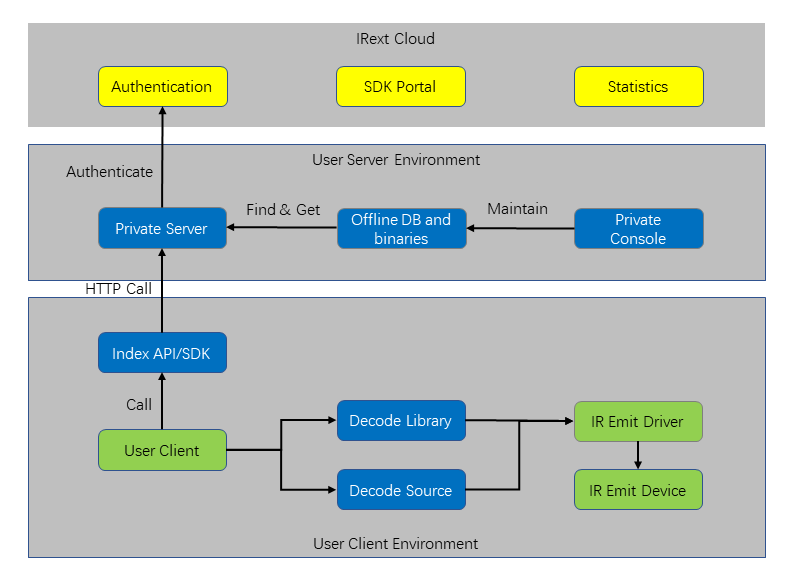 IRext Cloud
Authentication
SDK Portal
Statistics
User Server Environment
Authenticate
Private Server
Find & Get
Offline DB and
binaries
Maintain
Private
Console
HTTP Call
Index API/SDK
Call
User Client
Decode Library
Decode Source
IR Emit Driver
IR Emit Device
User Client Environment